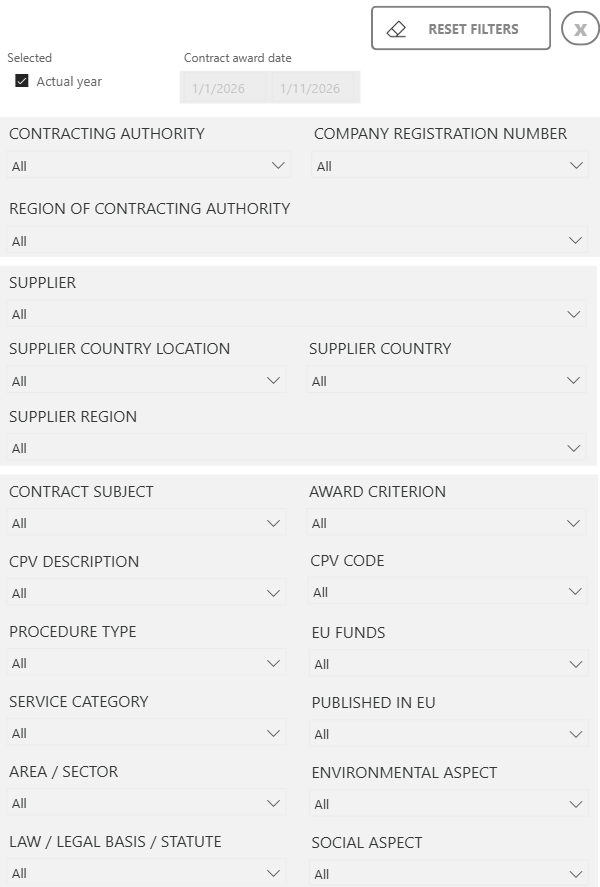 RESET FILTERS
X
Selected
Contract award date
Actual year
1/1/2026
1/11/2026
CONTRACTING AUTHORITY
COMPANY REGISTRATION NUMBER
All
All
REGION OF CONTRACTING AUTHORITY
All
SUPPLIER
All
SUPPLIER COUNTRY LOCATION
SUPPLIER COUNTRY
All
All
SUPPLIER REGION
All
CONTRACT SUBJECT
AWARD CRITERION
All
All
CPV DESCRIPTION
CPV CODE
All
All
PROCEDURE TYPE
EU FUNDS
All
All
SERVICE CATEGORY
PUBLISHED IN EU
All
All
AREA / SECTOR
ENVIRONMENTAL ASPECT
All
All
LAW / LEGAL BASIS / STATUTE
SOCIAL ASPECT
All
All